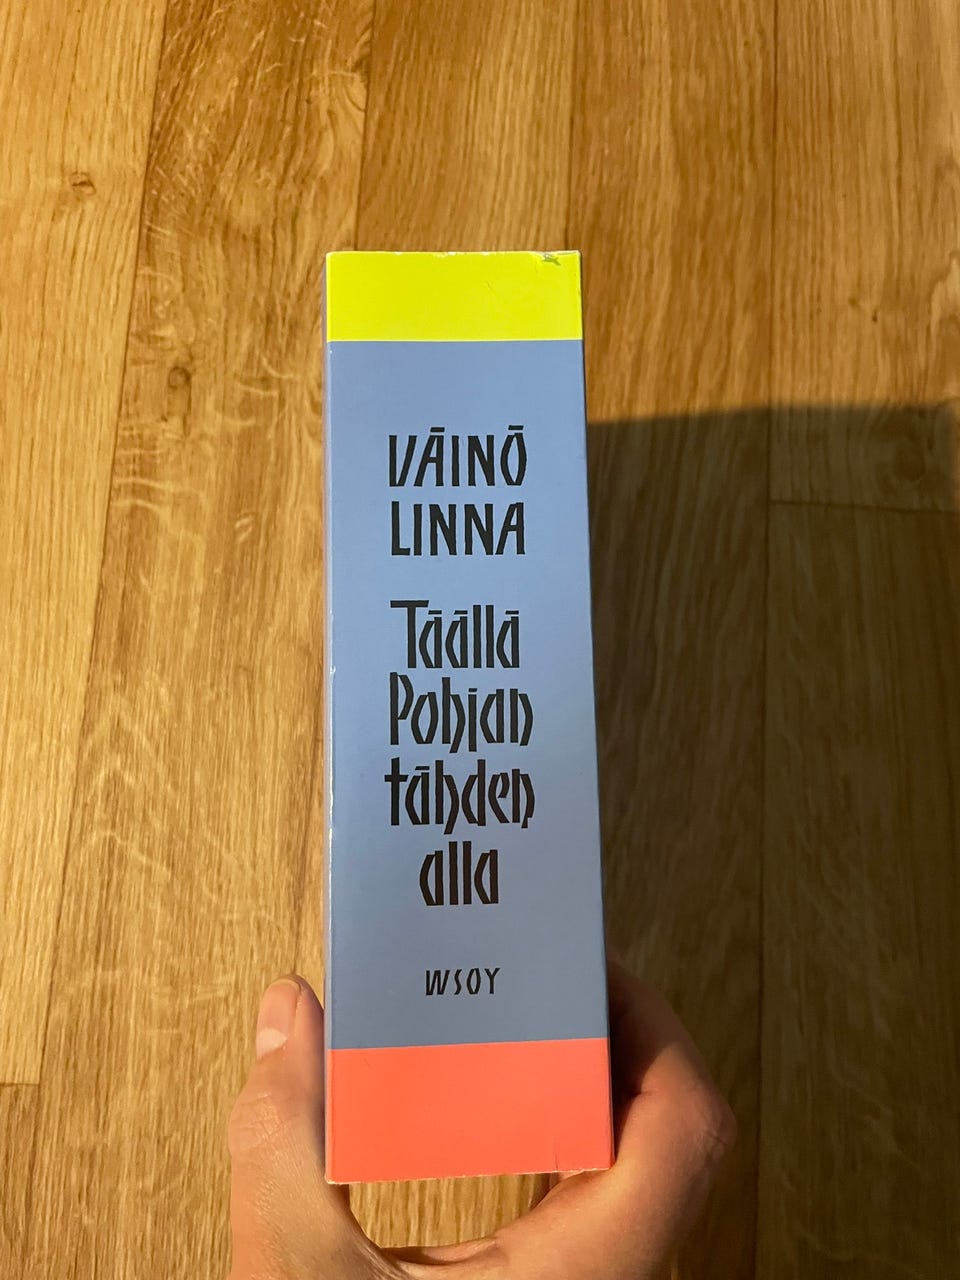 VÄINÖ
LINNA
Täällä
Pohjan
tähden
alla
WSOY